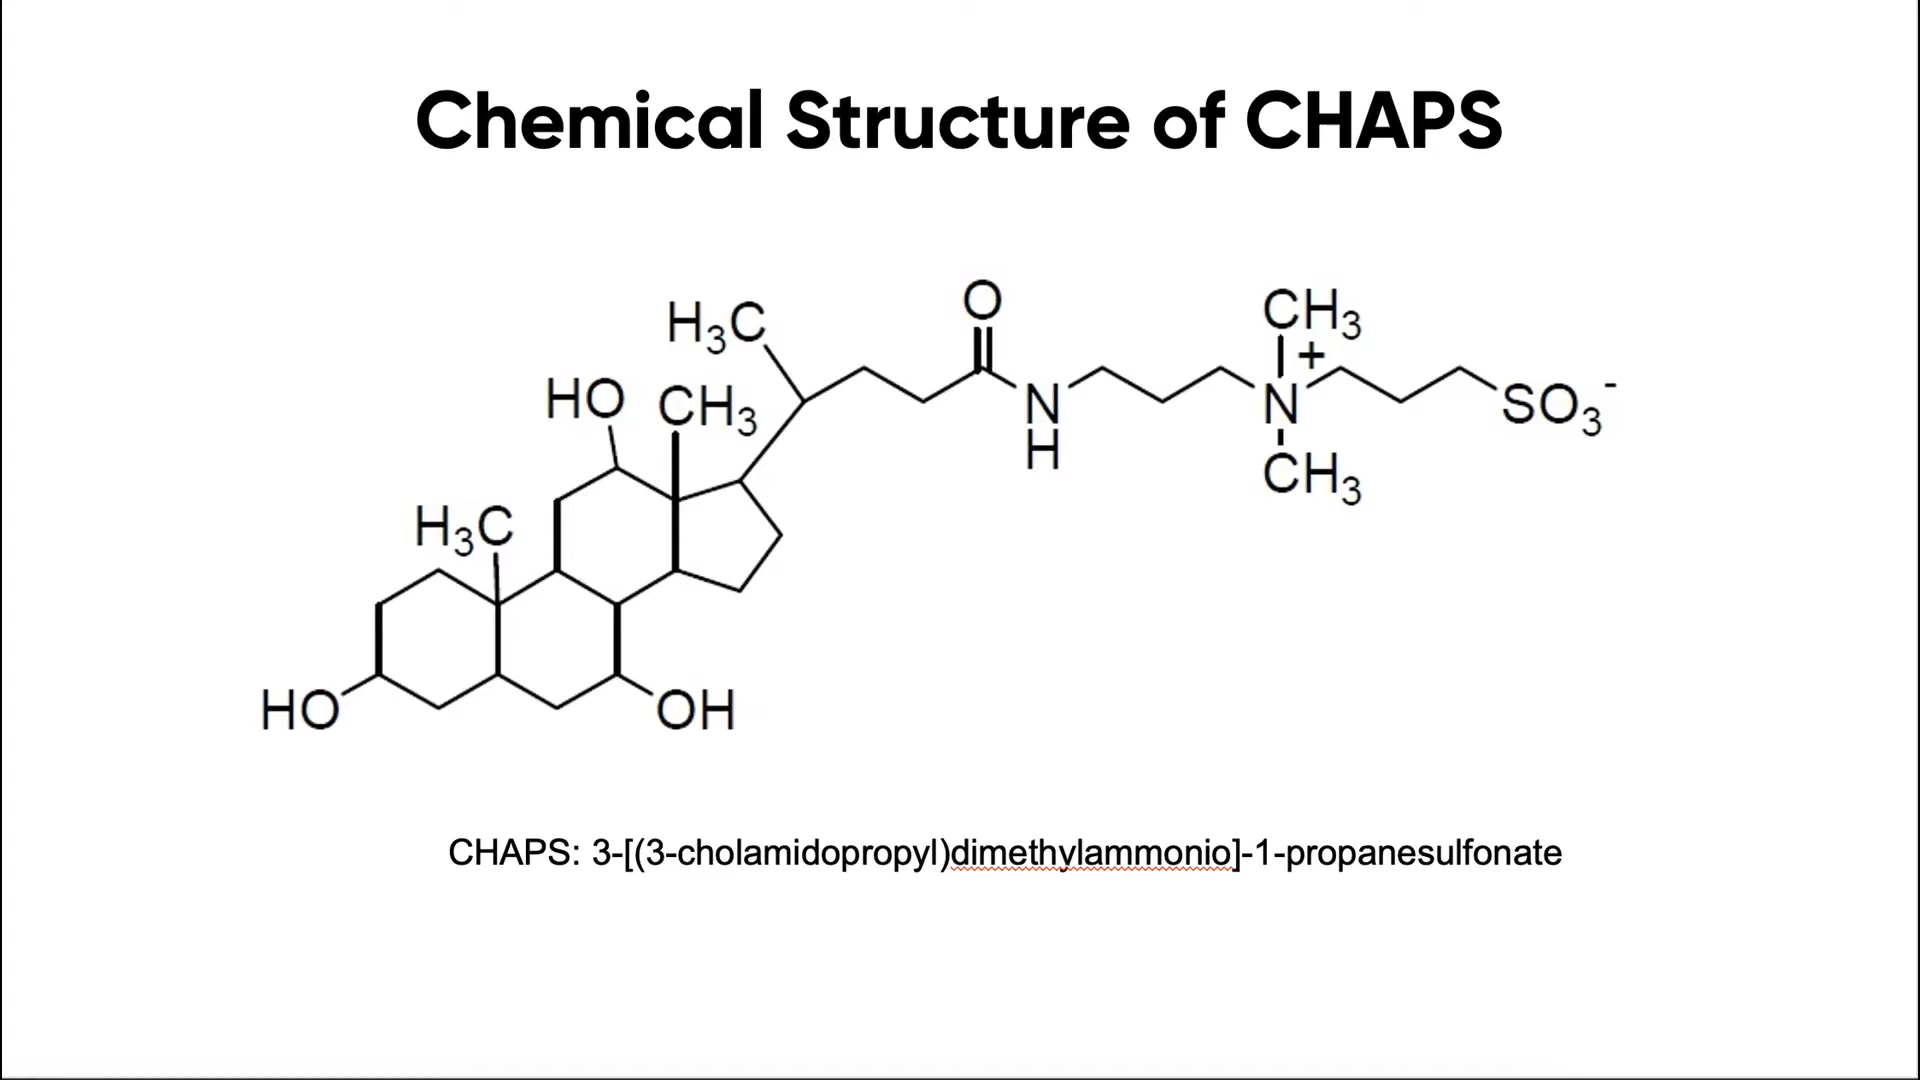 Chemical Structure of CHAPS
O
H₃C
CH₃
+
HO
CH₃
N
H
N
SO₃⁻
CH₃
H₃C
HO
OH
CHAPS: 3-[(3-cholamidopropyl)dimethylammonio]-1-propanesulfonate